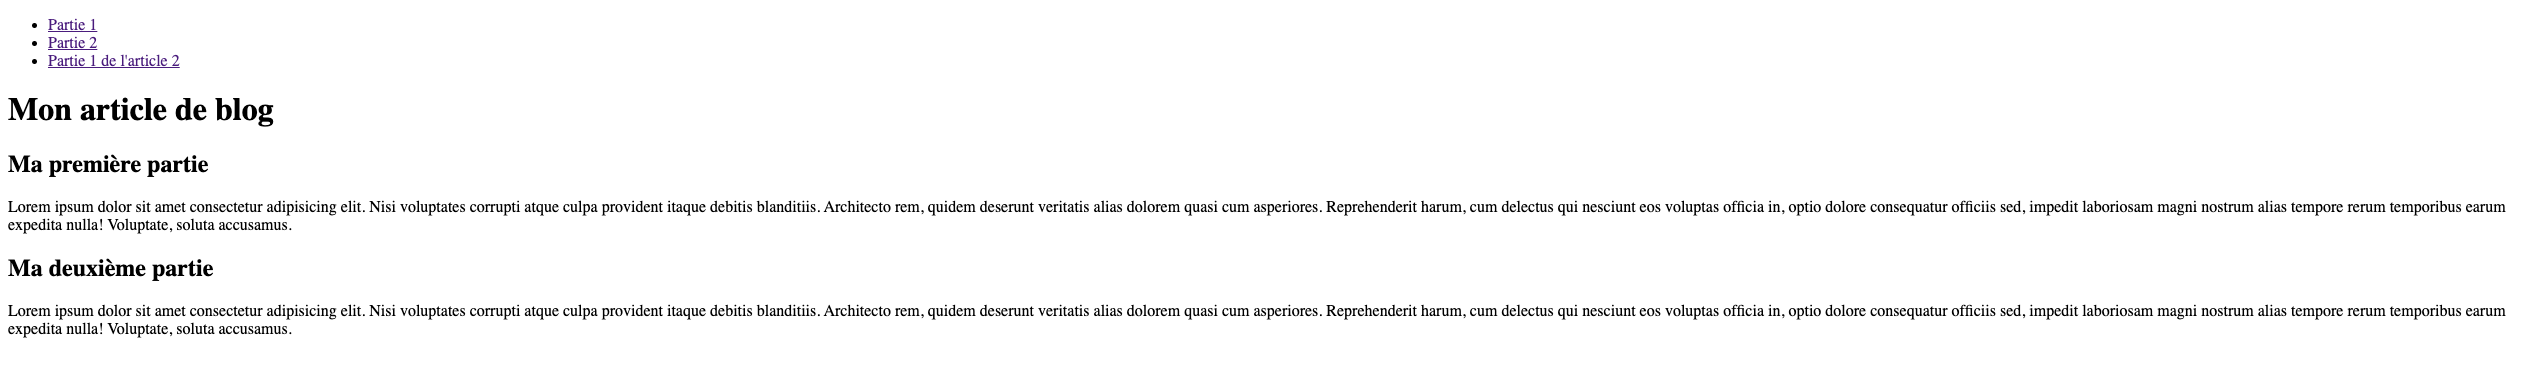 Partie 1
Partie 2
Partie 1 de l'article 2
Mon article de blog
Ma première partie
Lorem ipsum dolor sit amet consectetur adipisicing elit. Nisi voluptates corrupti atque culpa provident itaque debitis blanditiis. Architecto rem, quidem deserunt veritatis alias dolorem quasi cum asperiores. Reprehenderit harum, cum delectus qui nesciunt eos voluptas officia in, optio dolore consequatur officiis sed, impedit laboriosam magni nostrum alias tempore rerum temporibus earum
expedita nulla! Voluptate, soluta accusamus.
Ma deuxième partie
Lorem ipsum dolor sit amet consectetur adipisicing elit. Nisi voluptates corrupti atque culpa provident itaque debitis blanditiis. Architecto rem, quidem deserunt veritatis alias dolorem quasi cum asperiores. Reprehenderit harum, cum delectus qui nesciunt eos voluptas officia in, optio dolore consequatur officiis sed, impedit laboriosam magni nostrum alias tempore rerum temporibus earum
expedita nulla! Voluptate, soluta accusamus.